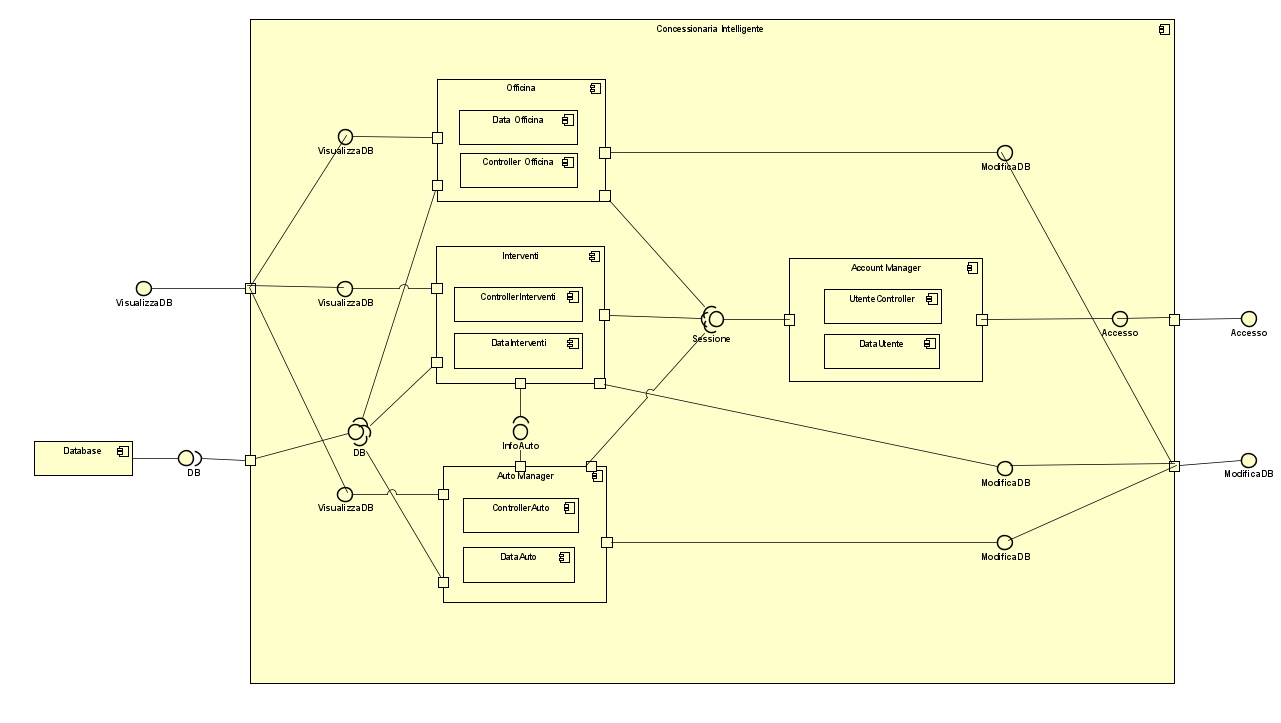 Concessionaria Intelligente
Officina
Data Officina
Controller Officina
VisualizzaDB
ModificaDB
Interventi
ControllerInterventi
DataInterventi
VisualizzaDB
VisualizzaDB
Account Manager
UtenteController
DataUtente
Sessione
Accesso
Accesso
Database
DB
DB
InfoAuto
Auto Manager
ControllerAuto
DataAuto
VisualizzaDB
ModificaDB
ModificaDB
ModificaDB